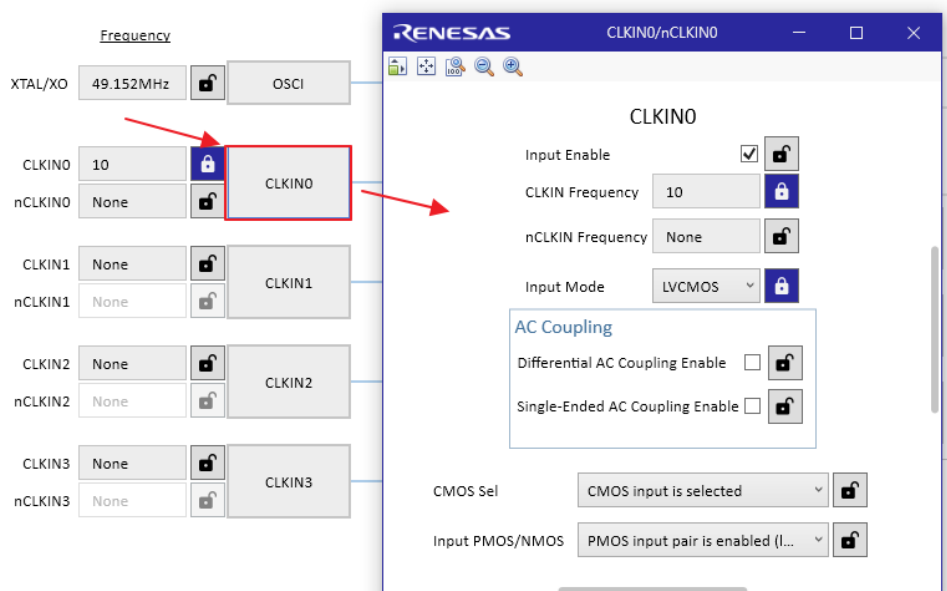 Frequency
XTAL/XO 49.152MHz OSCI
CLKIN0 10
nCLKIN0 None
CLKIN0
CLKIN1 None
nCLKIN1 None
CLKIN1
CLKIN2 None
nCLKIN2 None
CLKIN2
CLKIN3 None
nCLKIN3 None
CLKIN3
RENESAS CLKIN0/nCLKIN0
100
CLKIN0
Input Enable
CLKIN Frequency 10
nCLKIN Frequency None
Input Mode LVCMOS
AC Coupling
Differential AC Coupling Enable
Single-Ended AC Coupling Enable
CMOS Sel CMOS input is selected
Input PMOS/NMOS PMOS input pair is enabled (l...